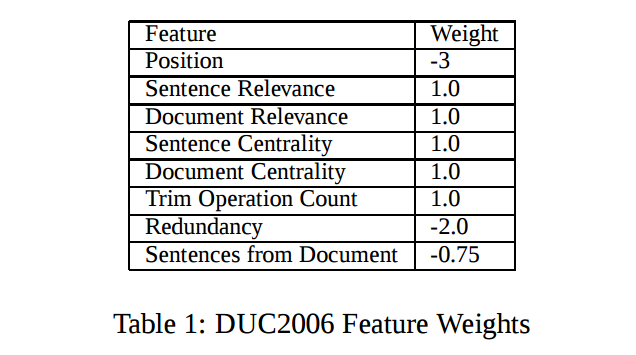 Feature Weight
Position -3
Sentence Relevance 1.0
Document Relevance 1.0
Sentence Centrality 1.0
Document Centrality 1.0
Trim Operation Count 1.0
Redundancy -2.0
Sentences from Document -0.75
Table 1: DUC2006 Feature Weights